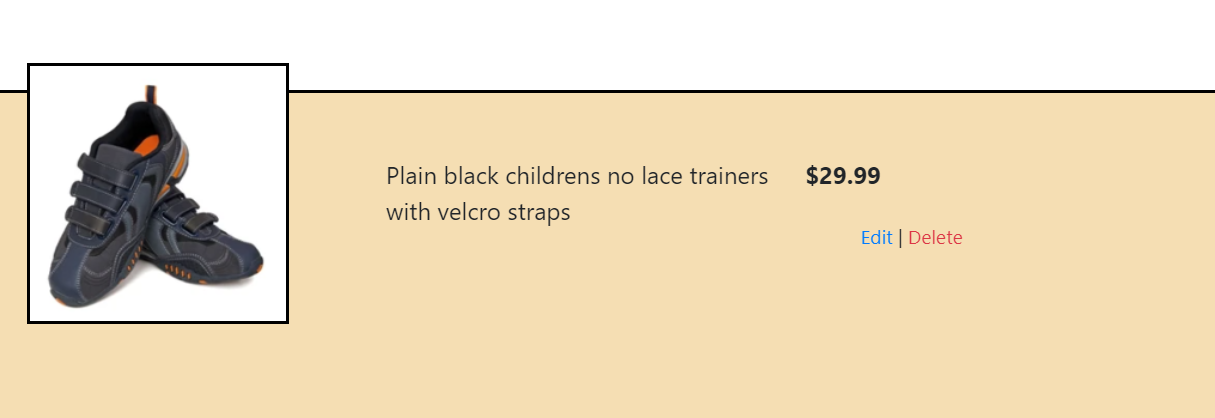 Plain black childrens no lace trainers
with velcro straps
$29.99
Edit | Delete